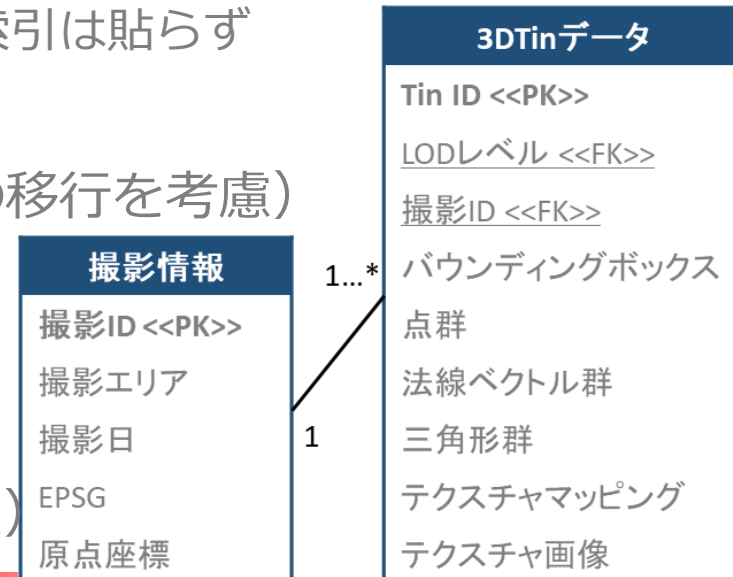 索引は貼らず
の移行を考慮）
)
撮影情報
撮影ID <<PK>>
撮影エリア
撮影日
EPSG
原点座標
1…*
1
3DTinデータ
Tin ID <<PK>>
LODレベル <<FK>>
撮影ID <<FK>>
バウンディングボックス
点群
法線ベクトル群
三角形群
テクスチャマッピング
テクスチャ画像